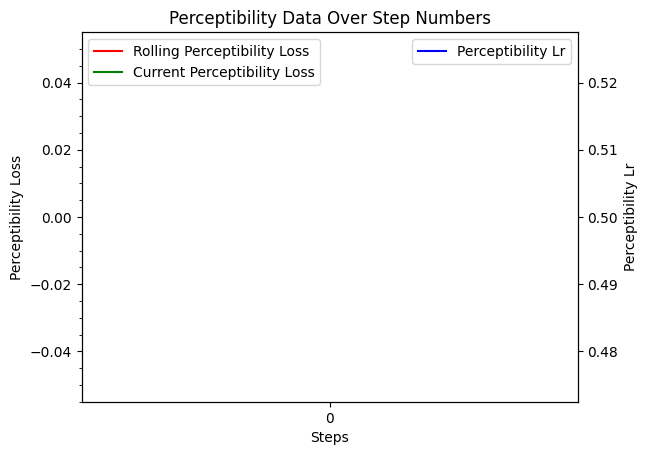 Perceptibility Data Over Step Numbers
Rolling Perceptibility Loss
Current Perceptibility Loss
Perceptibility Lr
Perceptibility Loss
0.04
0.02
0.00
−0.02
−0.04
0.52
0.51
0.50
0.49
0.48
Perceptibility Lr
0
Steps